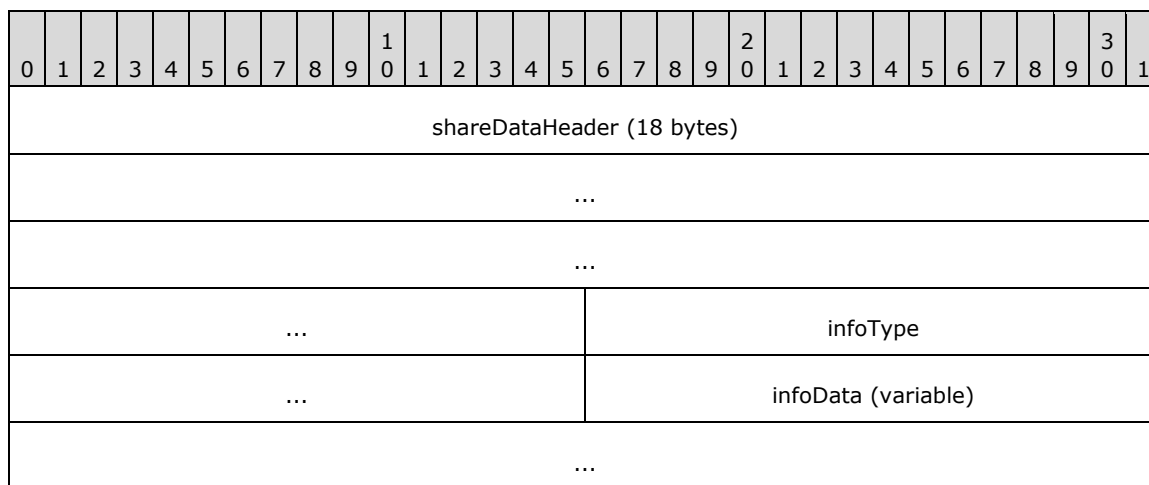 1 2 3
0 1 2 3 4 5 6 7 8 9 0 1 2 3 4 5 6 7 8 9 0 1 2 3 4 5 6 7 8 9 0 1
shareDataHeader (18 bytes)
...
...
... infoType
... infoData (variable)
...